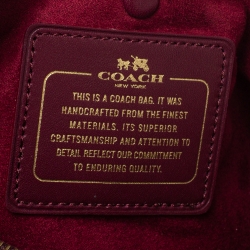 COACH
NEW YORK
THIS IS A COACH BAG. IT WAS
HANDCRAFTED FROM THE FINEST
MATERIALS. ITS SUPERIOR
CRAFTSMANSHIP AND ATTENTION TO
DETAIL REFLECT OUR COMMITMENT
TO ENDURING QUALITY.